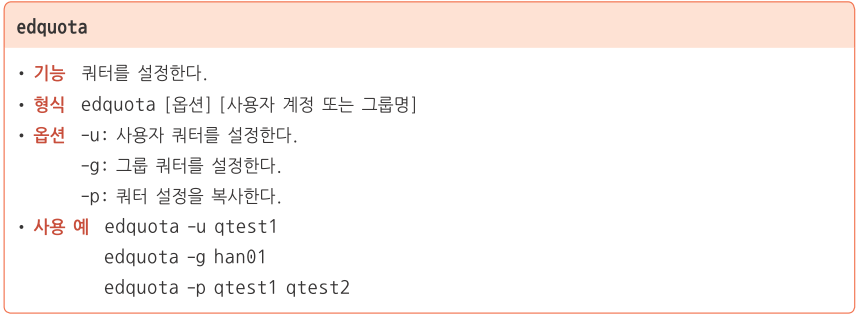 edquota
• 기능 쿼터를 설정한다.
• 형식 edquota [옵션] [사용자 계정 또는 그룹명]
• 옵션 -u: 사용자 쿼터를 설정한다.
-g: 그룹 쿼터를 설정한다.
-p: 쿼터 설정을 복사한다.
• 사용 예 edquota -u qtest1
edquota -g han01
edquota -p qtest1 qtest2